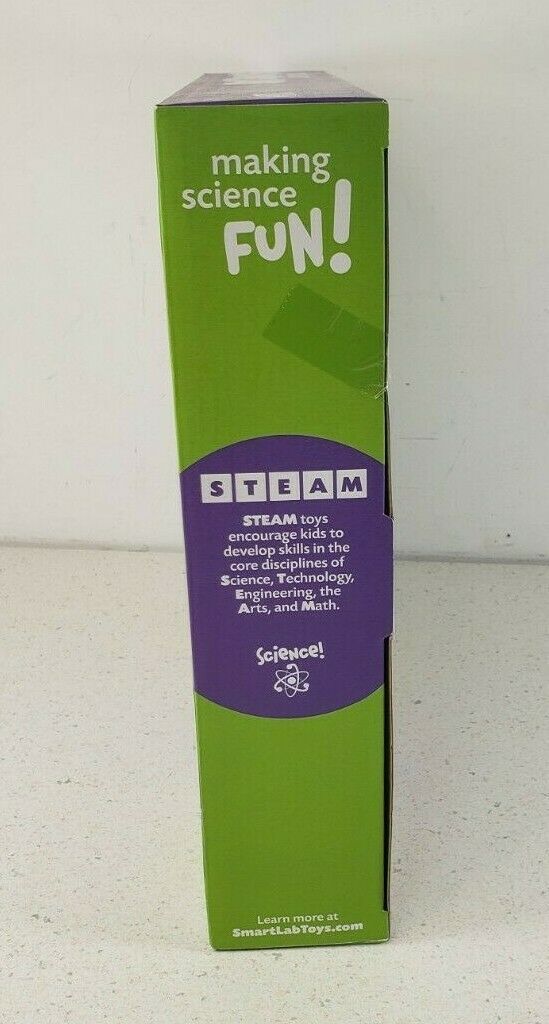 making
science
FUN!
STEAM
STEAM toys
encourage kids to
develop skills in the
core disciplines of
Science, Technology,
Engineering, the
Arts, and Math.
Science!
Learn more at
SmartLabToys.com